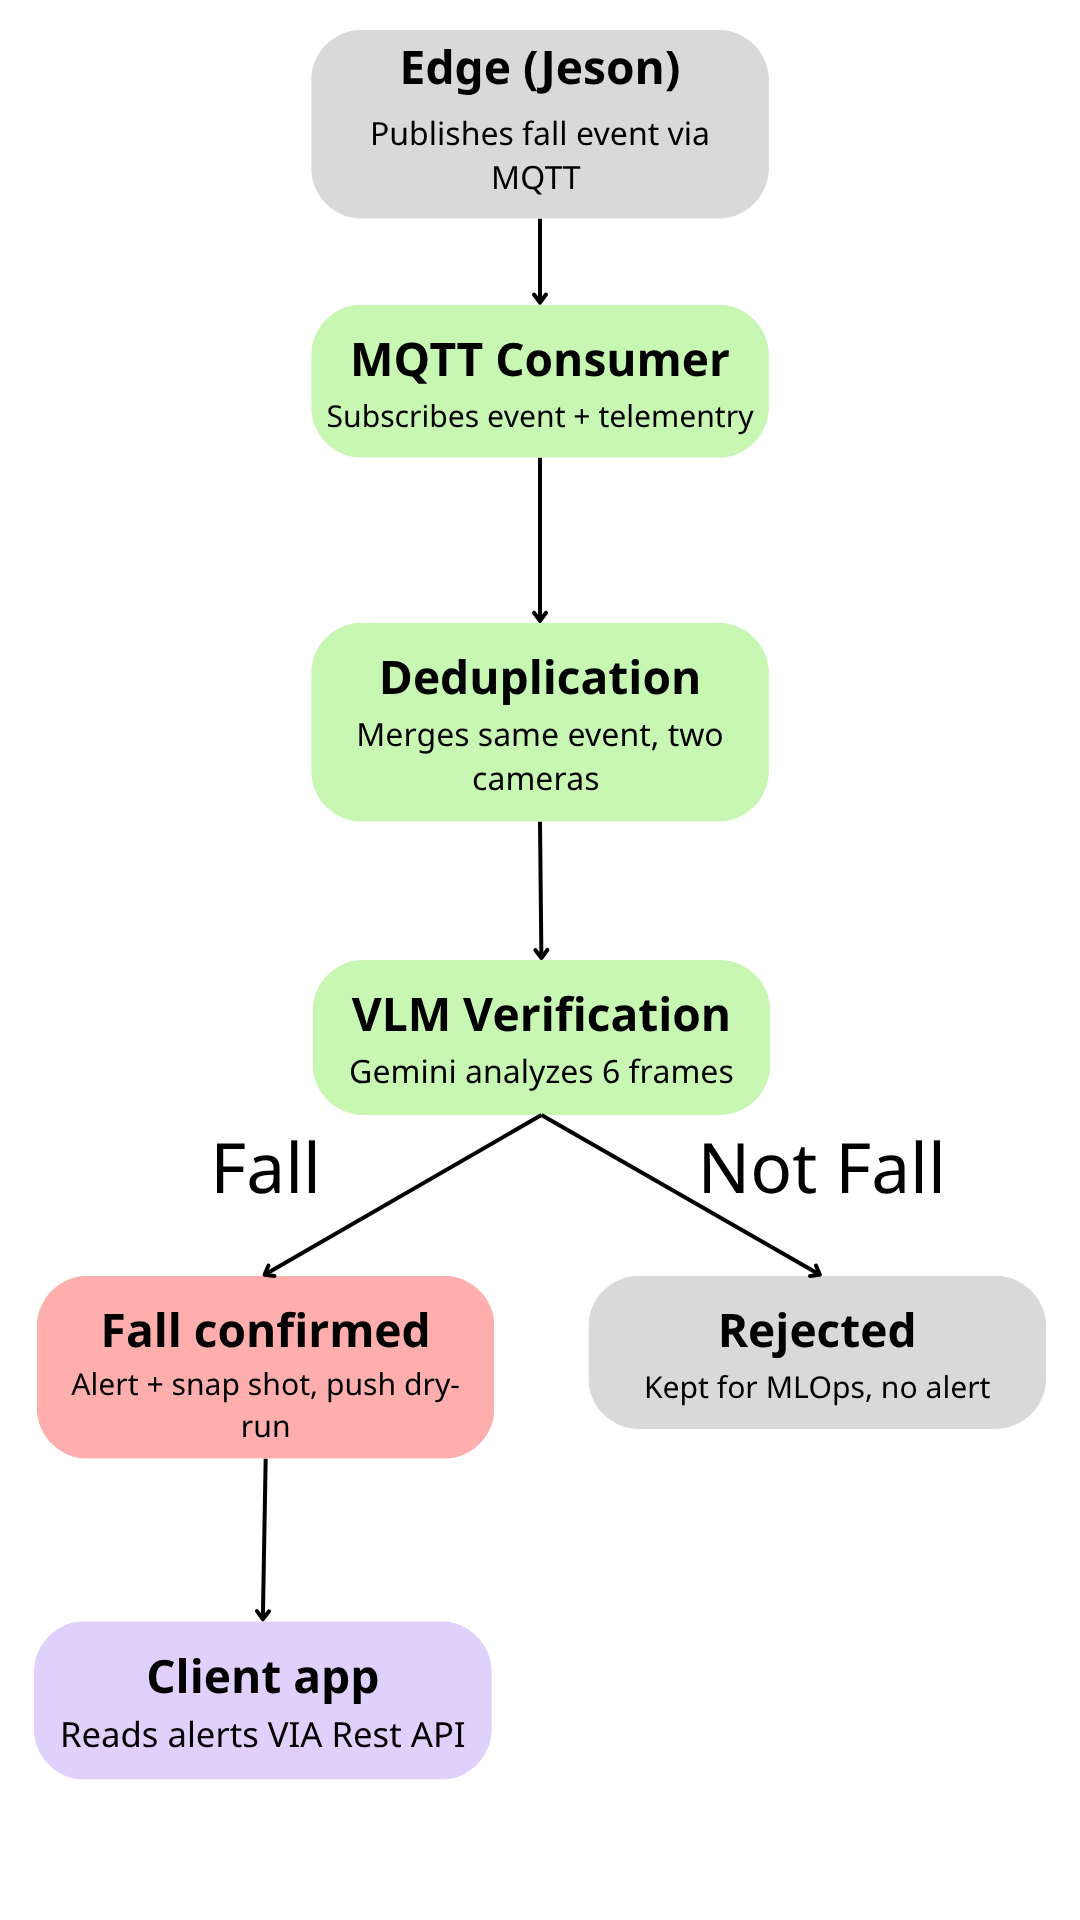 Edge (Jeson)
Publishes fall event via
MQTT
MQTT Consumer
Subscribes event + telementry
Deduplication
Merges same event, two
cameras
VLM Verification
Gemini analyzes 6 frames
Fall
Not Fall
Fall confirmed
Alert + snap shot, push dry-
run
Rejected
Kept for MLOps, no alert
Client app
Reads alerts VIA Rest API